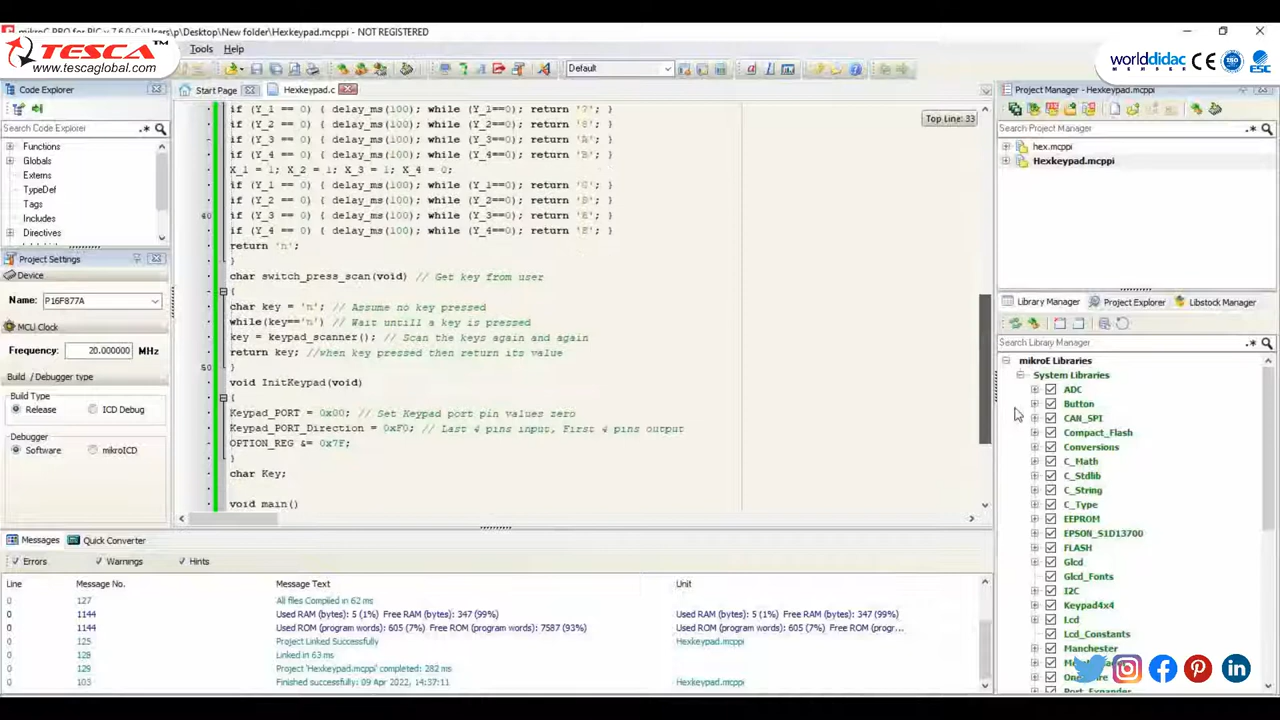 mikroC PRO for PIC v.7.6.0-C:\Users\p\Desktop\New folder\Hexkeypad.mcppi - NOT REGISTERED
TESCA™
www.tescaglobal.com
Tools Help
worlddidac
MEMBER
CE
ISO
ESC
Default
Code Explorer
Start Page
Hexkeypad.c
Project Manager - Hexkeypad.mcppi
Search Code Explorer
Search Project Manager
Functions
Globals
Externs
TypeDef
Tags
Includes
Directives
hex.mcppi
Hexkeypad.mcppi
Top Line: 33
if (Y_1 == 0) { delay_ms(100); while (Y_1==0); return '7'; }
if (Y_2 == 0) { delay_ms(100); while (Y_2==0); return '8'; }
if (Y_3 == 0) { delay_ms(100); while (Y_3==0); return 'A'; }
if (Y_4 == 0) { delay_ms(100); while (Y_4==0); return 'B'; }
X_1 = 1; X_2 = 1; X_3 = 1; X_4 = 0;
if (Y_1 == 0) { delay_ms(100); while (Y_1==0); return 'C'; }
if (Y_2 == 0) { delay_ms(100); while (Y_2==0); return 'D'; }
40 if (Y_3 == 0) { delay_ms(100); while (Y_3==0); return 'E'; }
if (Y_4 == 0) { delay_ms(100); while (Y_4==0); return 'E'; }
return 'n';
}
char switch_press_scan(void) // Get key from user
{
char key = 'n'; // Assume no key pressed
while(key=='n') // Wait untill a key is pressed
key = keypad_scanner(); // Scan the keys again and again
return key; //when key pressed then return its value
50 }
void InitKeypad(void)
{
Keypad_PORT = 0x00; // Set Keypad port pin values zero
Keypad_PORT_Direction = 0xF0; // Last 4 pins input, First 4 pins output
OPTION_REG &= 0x7F;
}
char Key;
void main()
Project Settings
Device
Name: P16F877A
MCU Clock
Frequency: 20.000000 MHz
Build / Debugger type
Build Type
Release ICD Debug
Debugger
Software mikroICD
Library Manager Project Explorer Libstock Manager
Search Library Manager
mikroE Libraries
System Libraries
ADC
Button
CAN_SPI
Compact_Flash
Conversions
C_Math
C_Stdlib
C_String
C_Type
EEPROM
EPSON_S1D13700
FLASH
Glcd
Glcd_Fonts
I2C
Keypad4x4
Lcd
Lcd_Constants
Manchester
Messages Quick Converter
Errors Warnings Hints
Line Message No. Message Text Unit
0 127 All files Compiled in 62 ms
0 1144 Used RAM (bytes): 5 (1%) Free RAM (bytes): 347 (99%) Used RAM (bytes): 5 (1%) Free RAM (bytes): 347 (99%)
0 1144 Used ROM (program words): 605 (7%) Free ROM (program words): 7587 (93%) Used ROM (program words): 605 (7%) Free ROM (progr...
0 125 Project Linked Successfully Hexkeypad.mcppi
0 128 Linked in 63 ms
0 129 Project 'Hexkeypad.mcppi' completed: 282 ms
0 103 Finished successfully: 09 Apr 2022, 14:37:11 Hexkeypad.mcppi